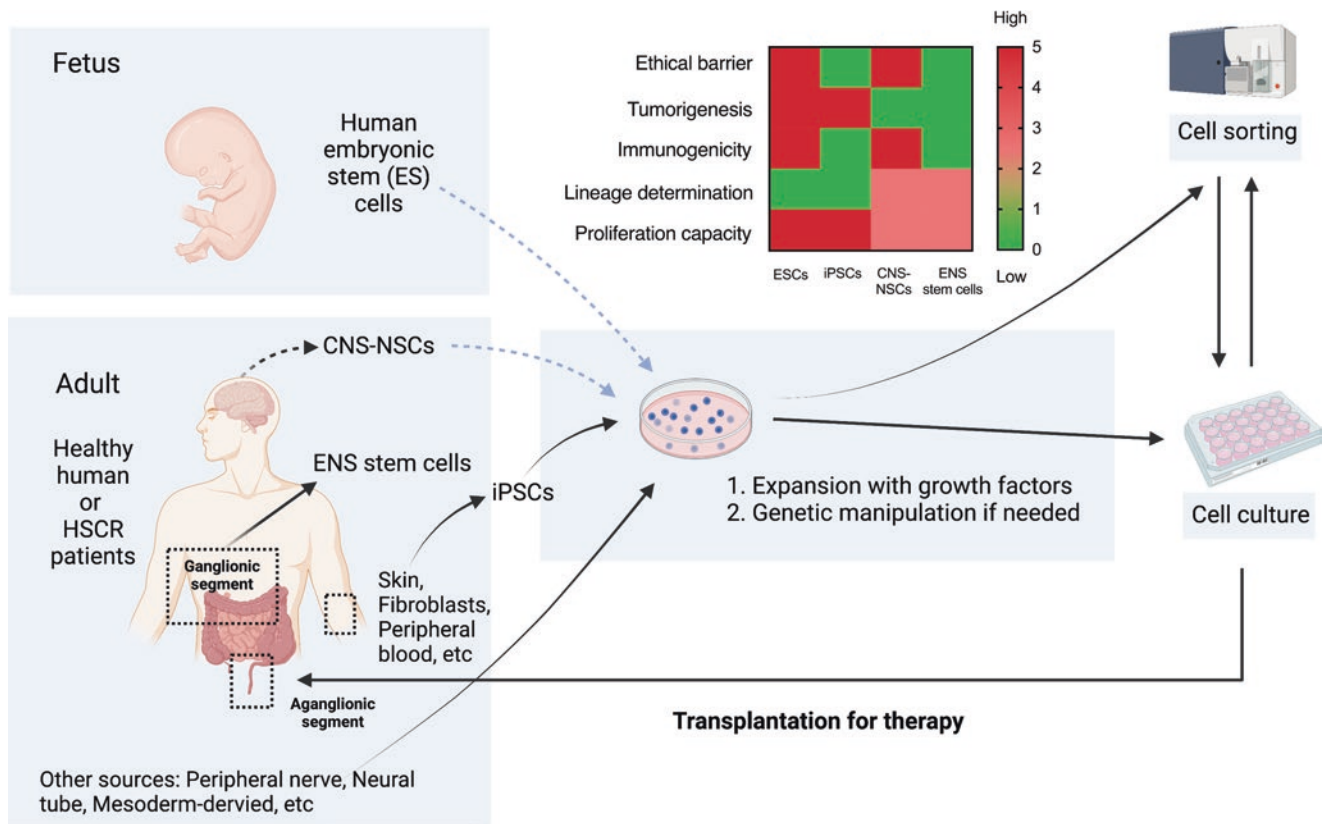 Fetus
Human
embryonic
stem (ES)
cells
High
Ethical barrier
Tumorigenesis
Immunogenicity
Lineage determination
Proliferation capacity
5
4
3
2
1
0
Low
ESCs
iPSCs
CNS-
NSCs
ENS
stem cells
Cell sorting
Adult
Healthy
human
or
HSCR
patients
CNS-NSCs
ENS stem cells
iPSCs
Ganglionic
segment
Skin,
Fibroblasts,
Peripheral
blood, etc
Aganglionic
segment
1. Expansion with growth factors
2. Genetic manipulation if needed
Cell culture
Transplantation for therapy
Other sources: Peripheral nerve, Neural
tube, Mesoderm-dervied, etc